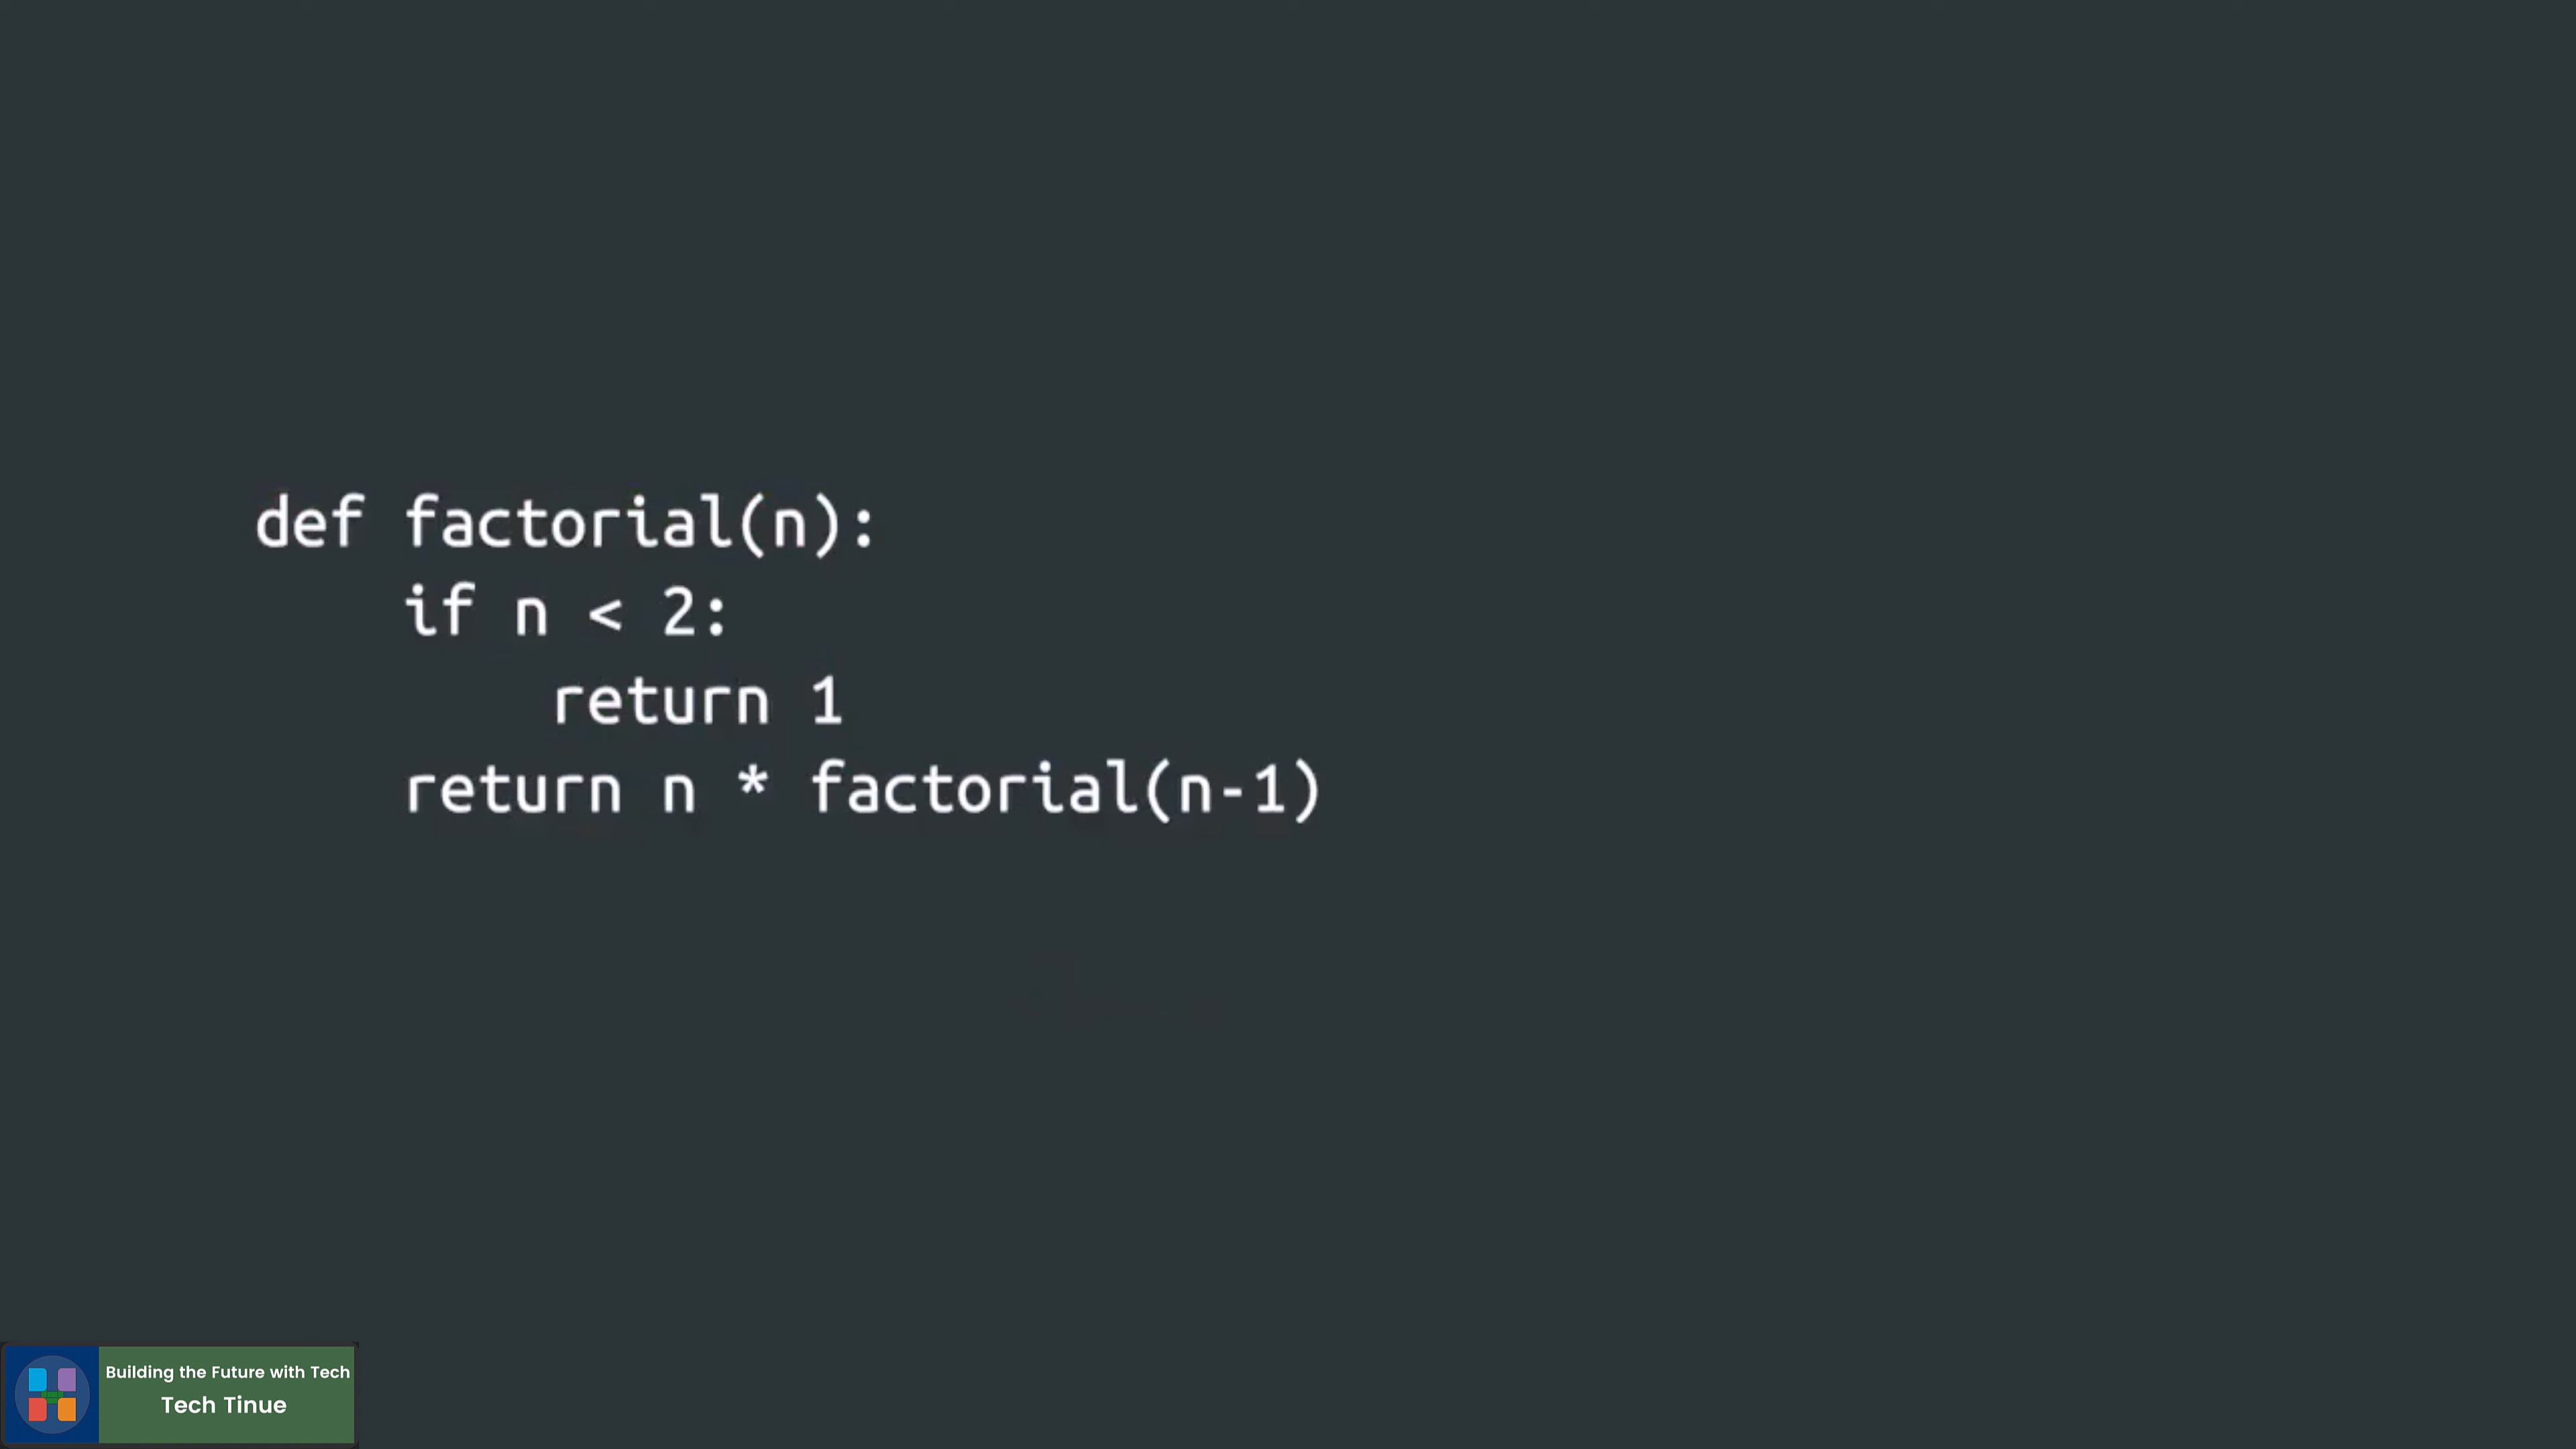 def factorial(n):
    if n < 2:
        return 1
    return n * factorial(n-1)
Building the Future with Tech
Tech Tinue